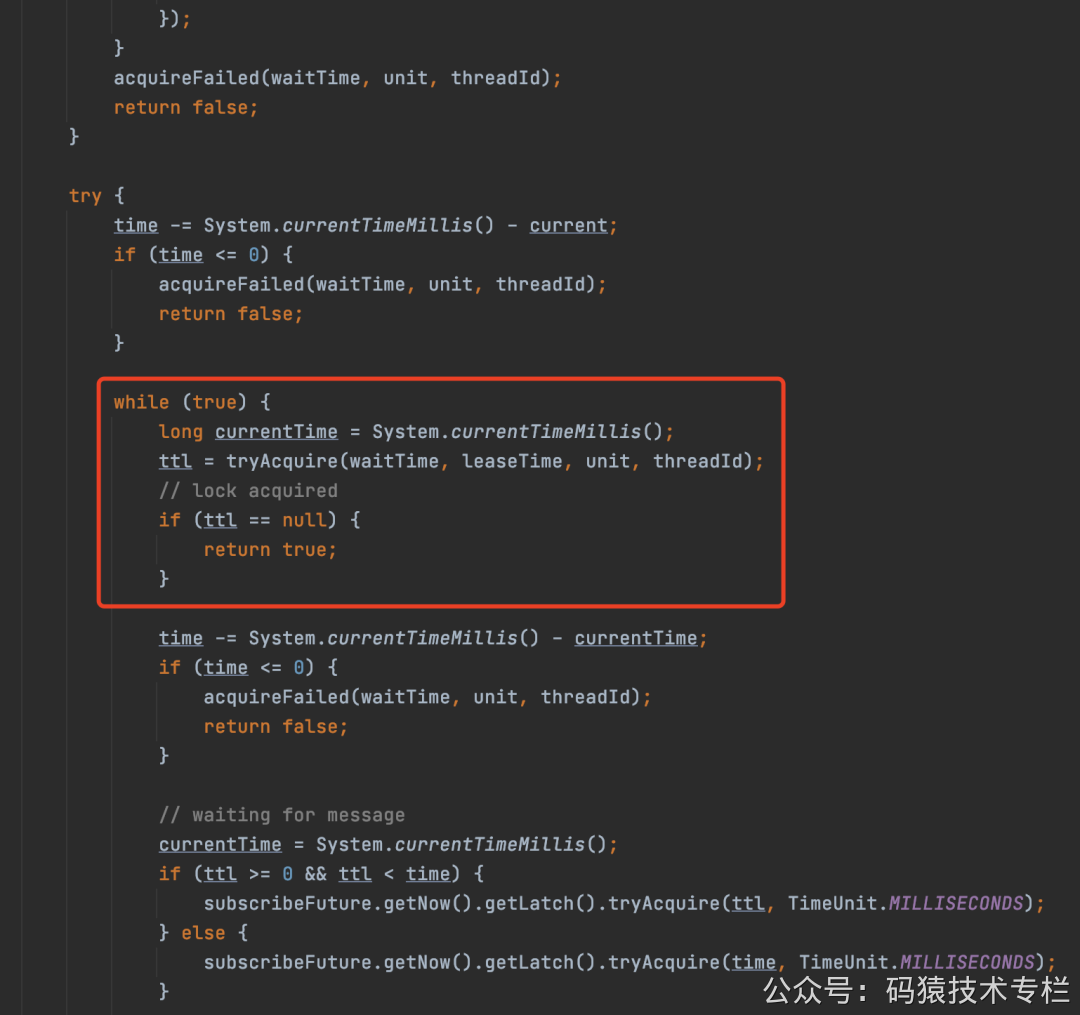 });
}
acquireFailed(waitTime, unit, threadId);
return false;
}
try {
time -= System.currentTimeMillis() - current;
if (time <= 0) {
acquireFailed(waitTime, unit, threadId);
return false;
}
while (true) {
long currentTime = System.currentTimeMillis();
ttl = tryAcquire(waitTime, leaseTime, unit, threadId);
// lock acquired
if (ttl == null) {
return true;
}
time -= System.currentTimeMillis() - currentTime;
if (time <= 0) {
acquireFailed(waitTime, unit, threadId);
return false;
}
// waiting for message
currentTime = System.currentTimeMillis();
if (ttl >= 0 && ttl < time) {
subscribeFuture.getNow().getLatch().tryAcquire(ttl, TimeUnit.MILLISECONDS);
} else {
subscribeFuture.getNow().getLatch().tryAcquire(time, TimeUnit.MILLISECONDS);
}
公众号：码猿技术专栏